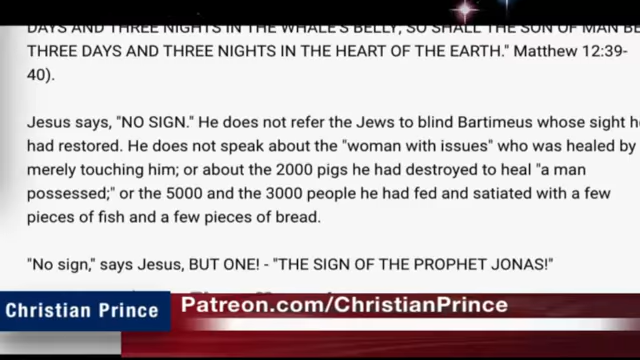 DAYS AND THREE NIGHTS IN THE WHALE'S BELLY, SO SHALL THE SON OF MAN BE
THREE DAYS AND THREE NIGHTS IN THE HEART OF THE EARTH." Matthew 12:39-
40).
Jesus says, "NO SIGN." He does not refer the Jews to blind Bartimeus whose sight he
had restored. He does not speak about the "woman with issues" who was healed by
merely touching him; or about the 2000 pigs he had destroyed to heal "a man
possessed;" or the 5000 and the 3000 people he had fed and satiated with a few
pieces of fish and a few pieces of bread.
"No sign," says Jesus, BUT ONE! - "THE SIGN OF THE PROPHET JONAS!"
Christian Prince
Patreon.com/ChristianPrince